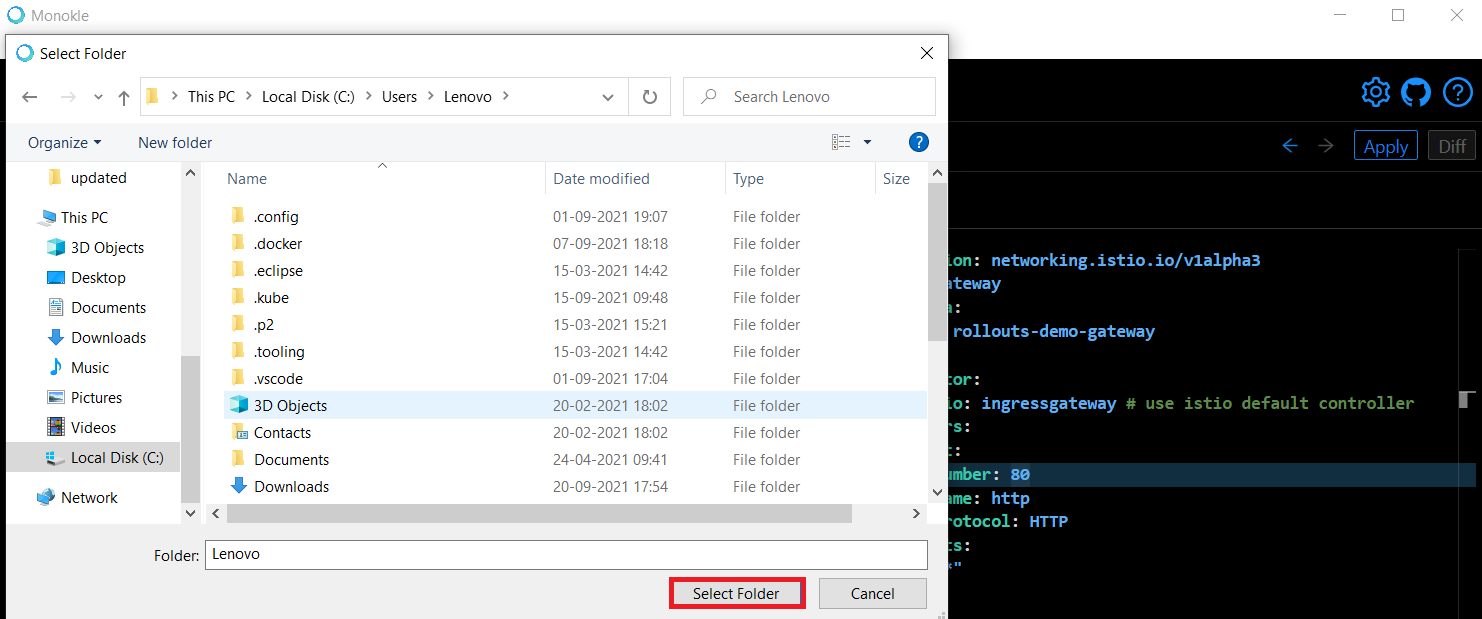 Monokle
Select Folder
This PC
Local Disk (C:)
Users
Lenovo
Search Lenovo
Organize
New folder
?
?
Apply
Diff
updated
This PC
3D Objects
Desktop
Documents
Downloads
Music
Pictures
Videos
Local Disk (C:)
Network
Name Date modified Type Size
.config 01-09-2021 19:07 File folder
.docker 07-09-2021 18:18 File folder
.eclipse 15-03-2021 14:42 File folder
.kube 15-09-2021 09:48 File folder
.p2 15-03-2021 15:21 File folder
.tooling 15-03-2021 14:42 File folder
.vscode 01-09-2021 17:04 File folder
3D Objects 20-02-2021 18:02 File folder
Contacts 20-02-2021 18:02 File folder
Documents 24-04-2021 09:41 File folder
Downloads 20-09-2021 17:54 File folder
Folder: Lenovo
Select Folder
Cancel
ion: networking.istio.io/v1alpha3
ateway
a:
rollouts-demo-gateway
tor:
io: ingressgateway # use istio default controller
rs:
t:
umber: 80
ame: http
rotocol: HTTP
ts:
*"